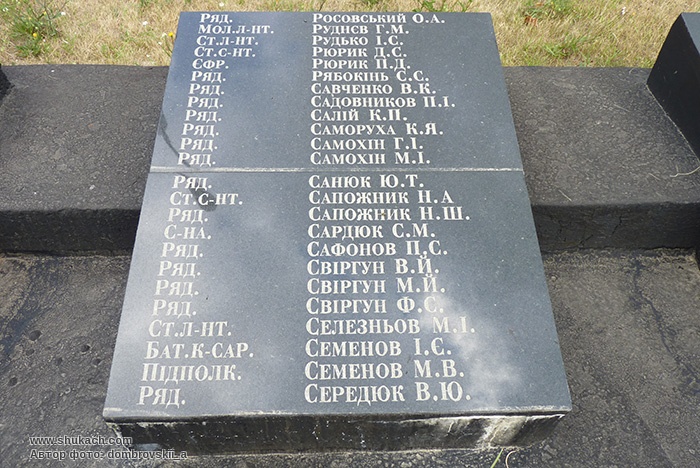 Ряд. Росовський О.А.
Мол.л-нт. Руднєв Г.М.
Ст.л-нт. Рудько І.Є.
Ст.с-нт. Рюрик Д.Є.
Єфр. Рюрик П.Д.
Ряд. Рябокінь С.С.
Ряд. Савченко В.К.
Ряд. Садовников П.І.
Ряд. Салій К.П.
Ряд. Саморуха К.Я.
Ряд. Самохін Г.І.
Ряд. Самохін М.І.
Ряд. Санюк Ю.Т.
Ст.с-нт. Сапожник Н.А
Ряд. Сапожник Н.Ш.
С-на. Сардюк С.М.
Ряд. Сафонов П.С.
Ряд. Свіргун В.Й.
Ряд. Свіргун М.Й.
Ряд. Свіргун Ф.С.
Ст.л-нт. Селезньов М.І.
Бат.к-сар. Семенов І.Є.
Підполк. Семенов М.В.
Ряд. Середюк В.Ю.
www.shukach.com
Автор фото: dombrovskii_a